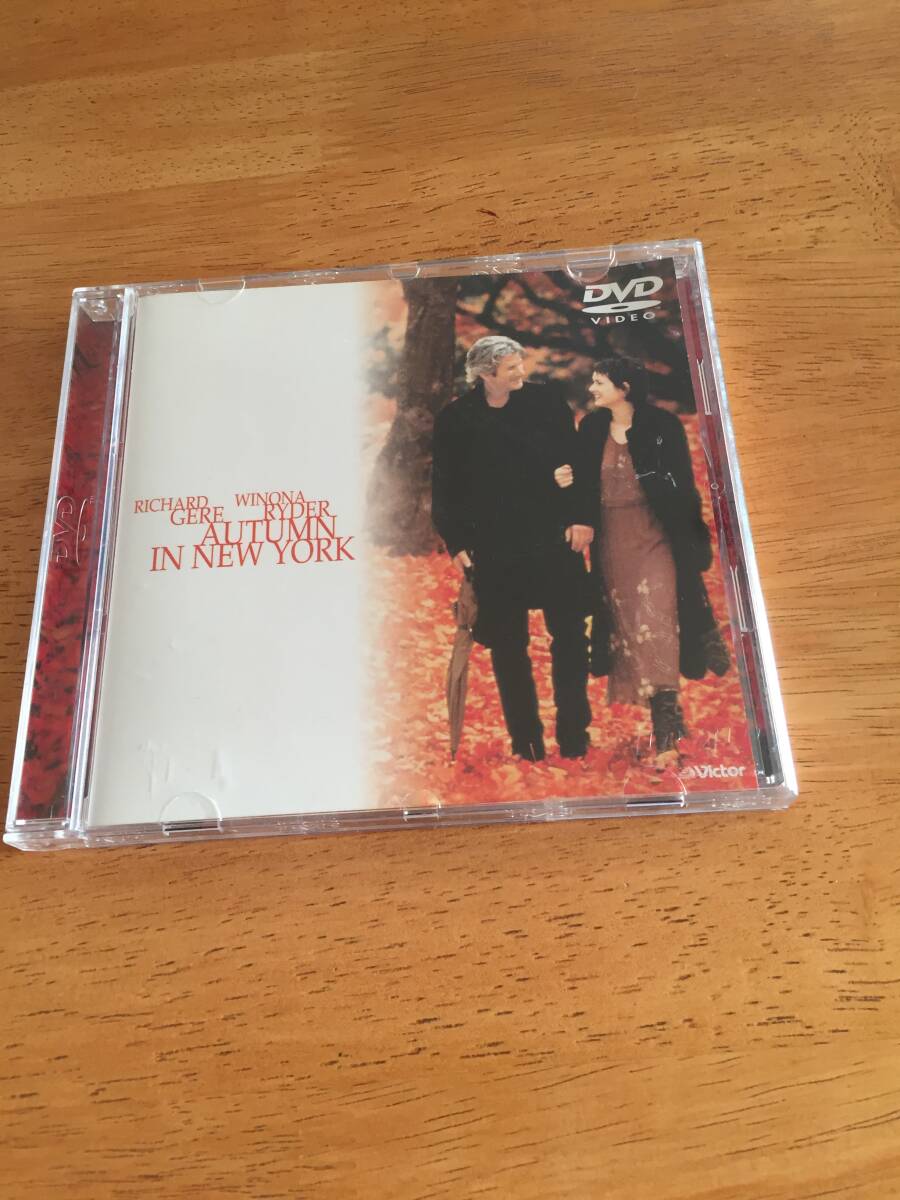 DVD
VIDEO
RICHARD WINONA
GERE RYDER
AUTUMN
IN NEW YORK
DVD
Victor